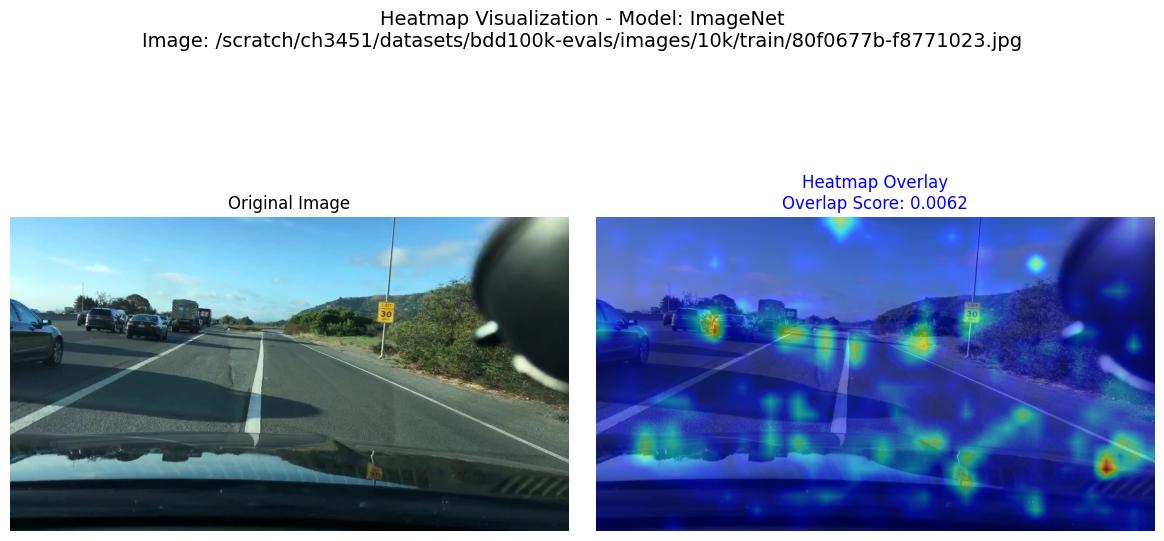 Heatmap Visualization - Model: ImageNet
Image: /scratch/ch3451/datasets/bdd100k-evals/images/10k/train/80f0677b-f8771023.jpg
Original Image
Heatmap Overlay
Overlap Score: 0.0062
30